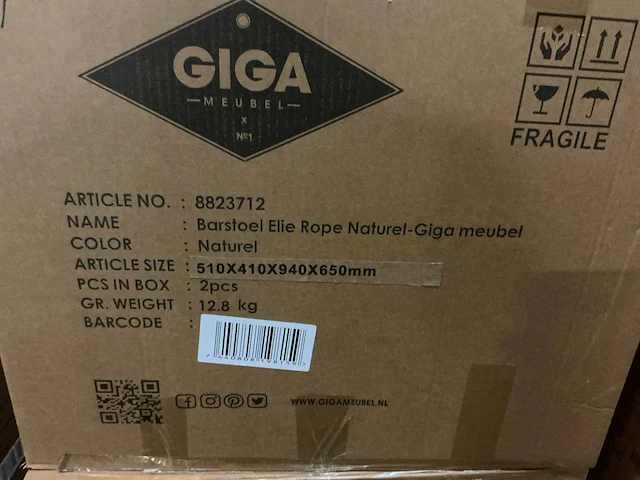 GIGA
MEUBEL
x
Nº1
FRAGILE
ARTICLE NO. : 8823712
NAME : Barstoel Elie Rope Naturel-Giga meubel
COLOR : Naturel
ARTICLE SIZE : 510X410X940X650mm
PCS IN BOX : 2pcs
GR. WEIGHT : 12.8 kg
BARCODE :
WWW.GIGAMEUBEL.NL